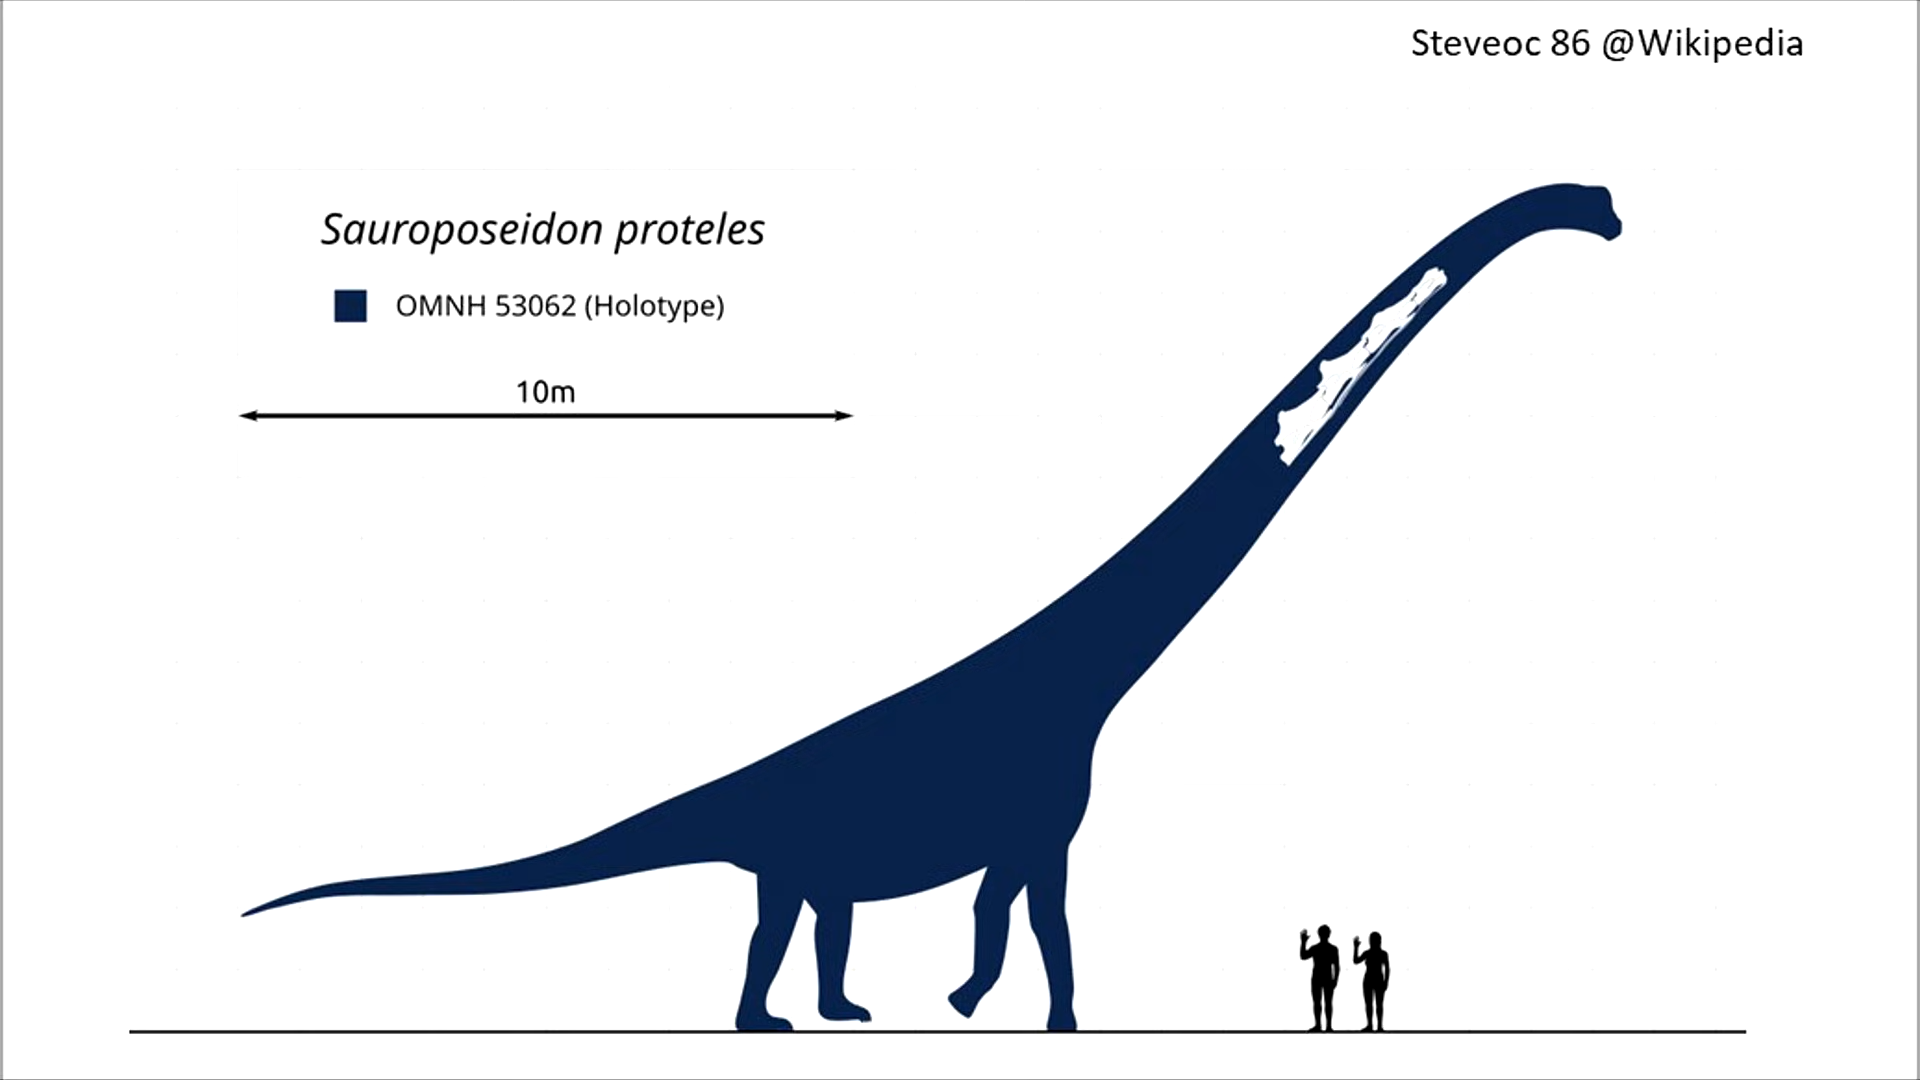 Steveoc 86 @Wikipedia
Sauroposeidon proteles
OMNH 53062 (Holotype)
10m